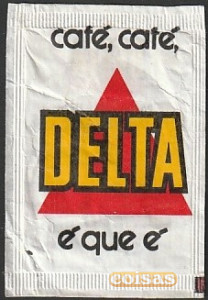 café, café,
DELTA
é que é
coisas